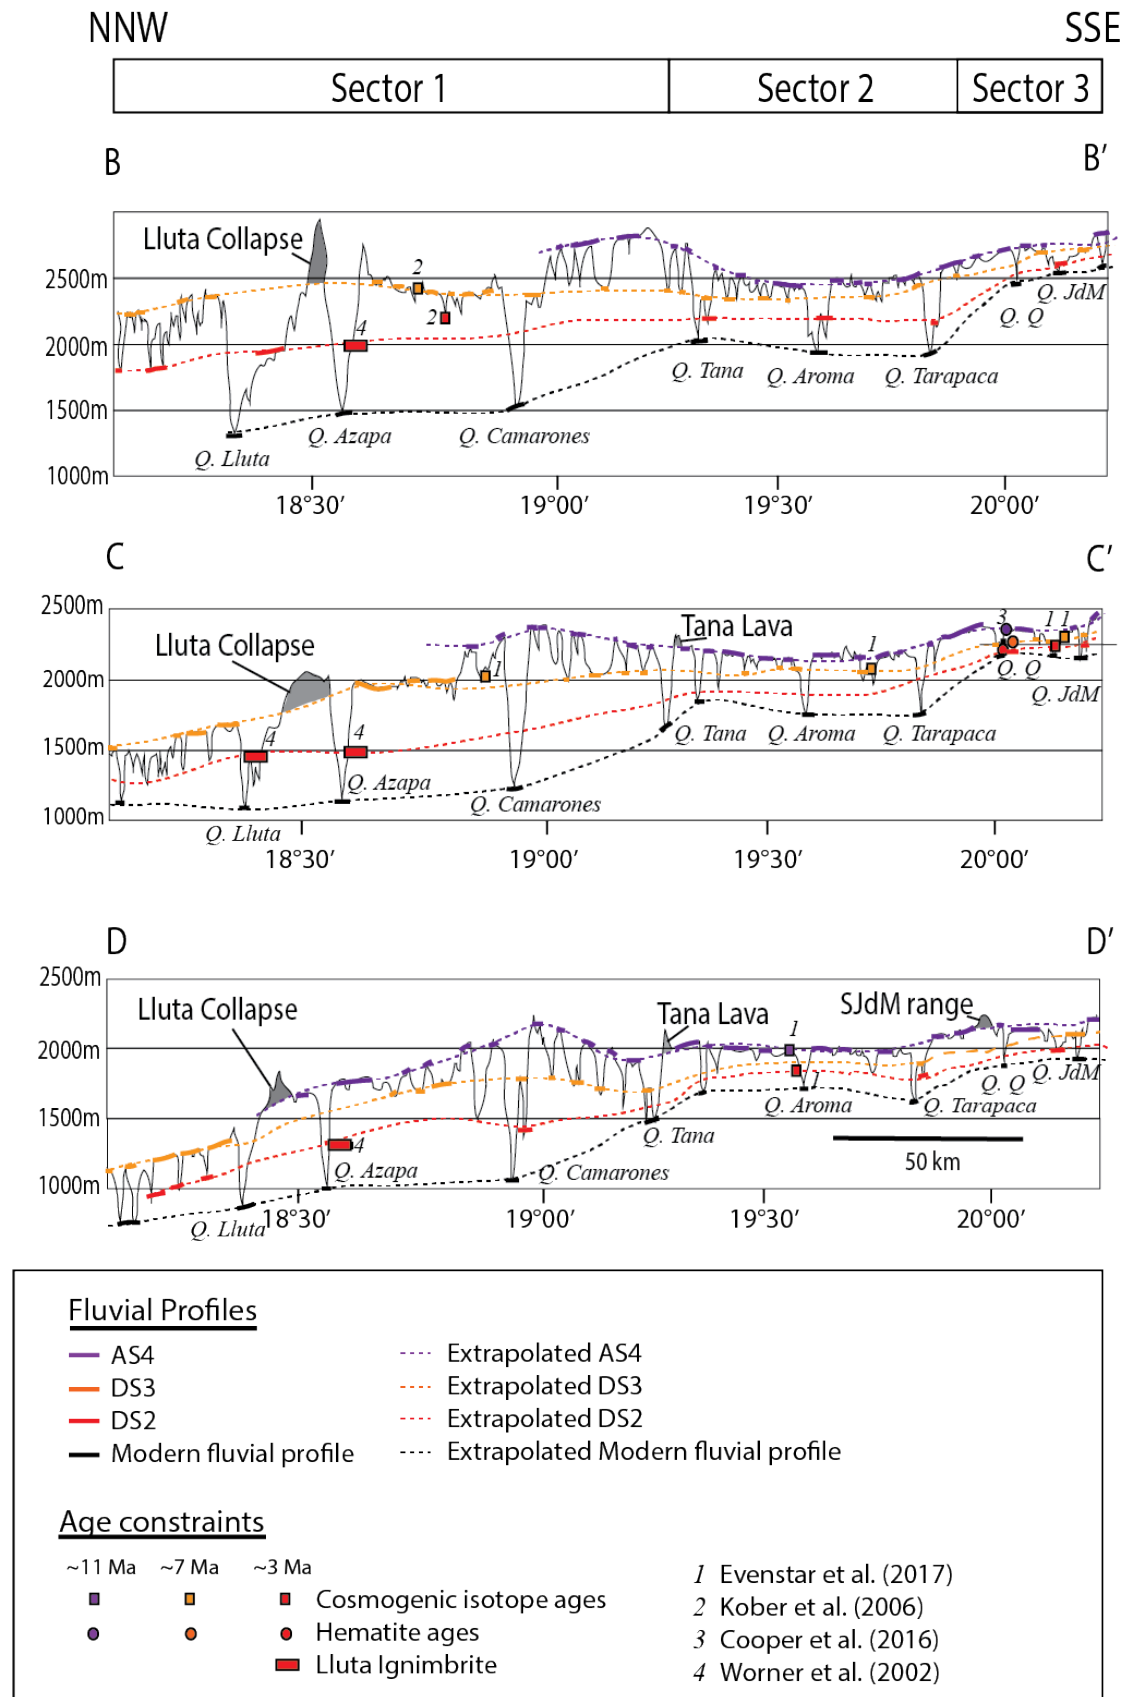 NNW SSE
Sector 1 Sector 2 Sector 3
B B′
Lluta Collapse
2
2500m
2
4
2000m
Q. JdM
Q. Q
Q. Tana Q. Aroma Q. Tarapaca
1500m
Q. Azapa Q. Camarones
Q. Lluta
1000m
18°30′ 19°00′ 19°30′ 20°00′
C C′
2500m
Lluta Collapse Tana Lava 3 1 1
1 1
2000m
Q. Q
Q. JdM
4 4
Q. Tana Q. Aroma Q. Tarapaca
1500m
Q. Azapa
Q. Camarones
1000m
Q. Lluta
18°30′ 19°00′ 19°30′ 20°00′
D D′
2500m
Lluta Collapse Tana Lava 1 SJdM range
2000m
Q. Q Q. JdM
1
Q. Aroma Q. Tarapaca
1500m
Q. Tana
4
50 km
Q. Azapa Q. Camarones
1000m
Q. Lluta
18°30′ 19°00′ 19°30′ 20°00′
Fluvial Profiles
AS4 Extrapolated AS4
DS3 Extrapolated DS3
DS2 Extrapolated DS2
Modern fluvial profile Extrapolated Modern fluvial profile
Age constraints
~11 Ma ~7 Ma ~3 Ma
Cosmogenic isotope ages
Hematite ages
Lluta Ignimbrite
1 Evenstar et al. (2017)
2 Kober et al. (2006)
3 Cooper et al. (2016)
4 Worner et al. (2002)